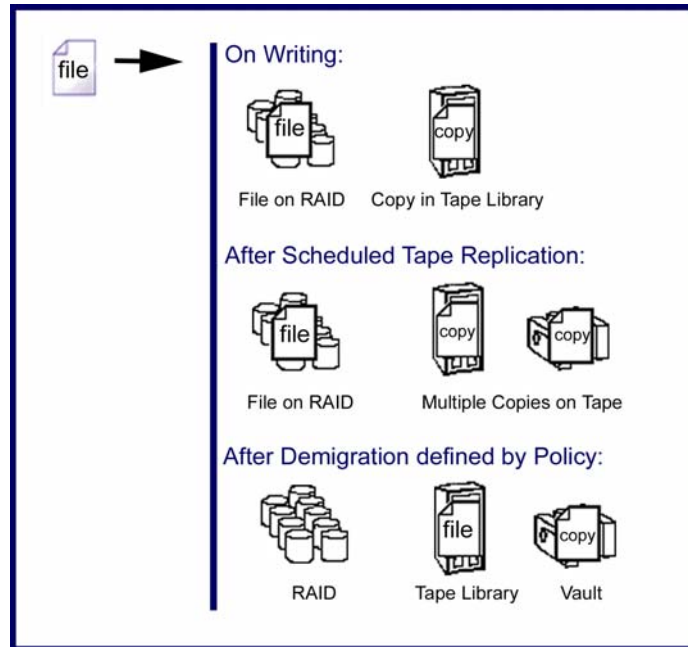 file
On Writing:
file
copy
File on RAID
Copy in Tape Library
After Scheduled Tape Replication:
file
copy
copy
File on RAID
Multiple Copies on Tape
After Demigration defined by Policy:
file
copy
RAID
Tape Library
Vault